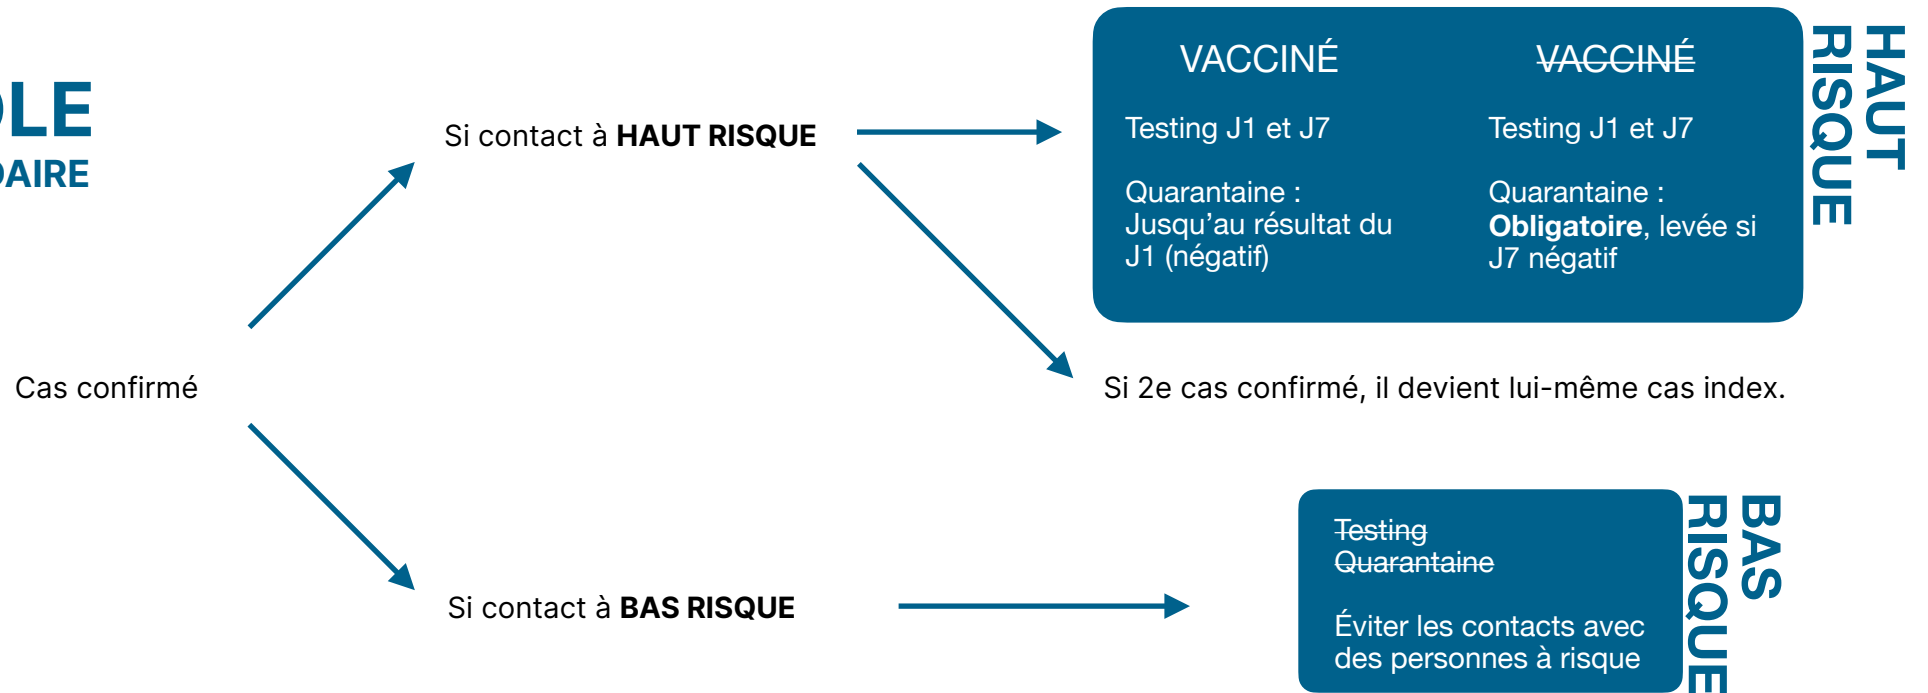 OLE
DAIRE
Cas confirmé
Si contact à HAUT RISQUE
VACCINÉ
Testing J1 et J7
Quarantaine :
Jusqu’au résultat du
J1 (négatif)
VACCINÉ
Testing J1 et J7
Quarantaine :
Obligatoire, levée si
J7 négatif
HAUT
RISQUE
Si 2e cas confirmé, il devient lui-même cas index.
Si contact à BAS RISQUE
Testing
Quarantaine
Éviter les contacts avec
des personnes à risque
BAS
RISQUE